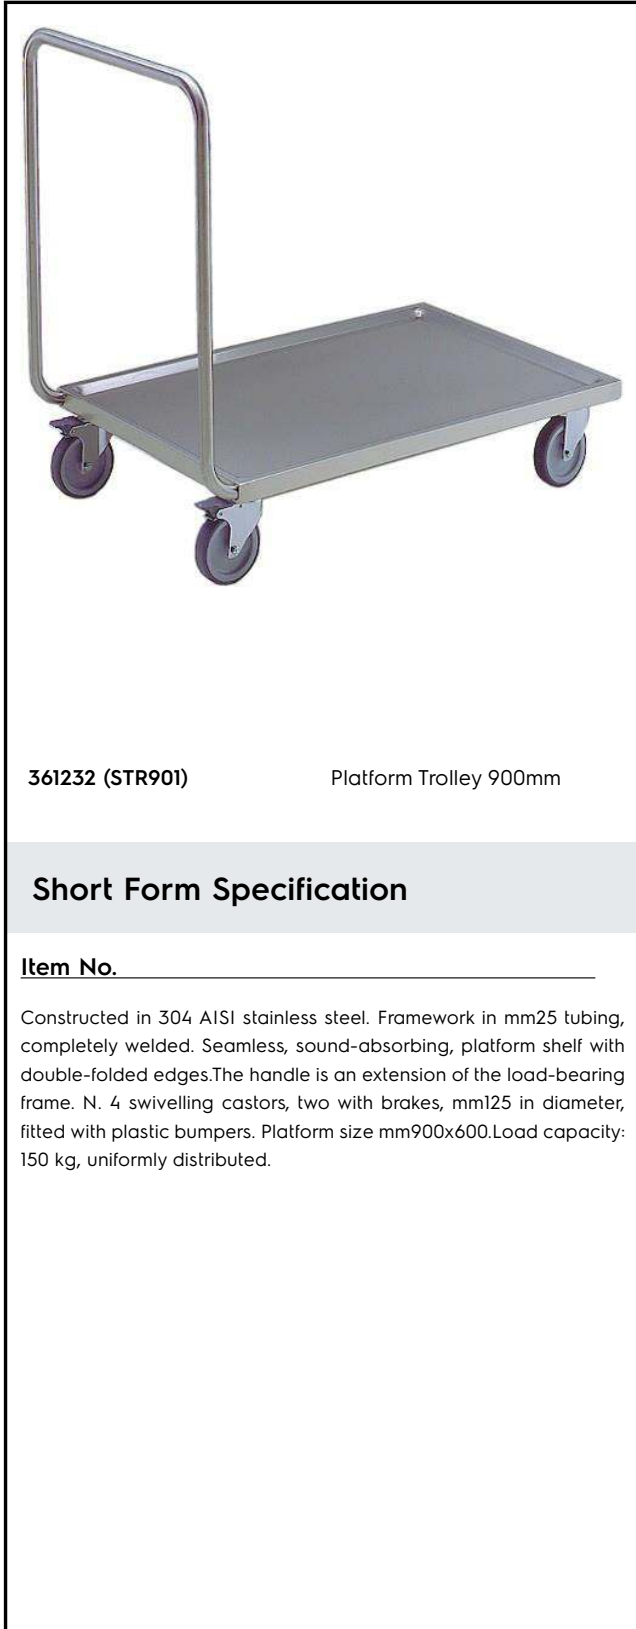 361232 (STR901)
Platform Trolley 900mm
Short Form Specification
Item No.
Constructed in 304 AISI stainless steel. Framework in mm25 tubing,
completely welded. Seamless, sound-absorbing, platform shelf with
double-folded edges.The handle is an extension of the load-bearing
frame. N. 4 swivelling castors, two with brakes, mm125 in diameter,
fitted with plastic bumpers. Platform size mm900x600.Load capacity:
150 kg, uniformly distributed.